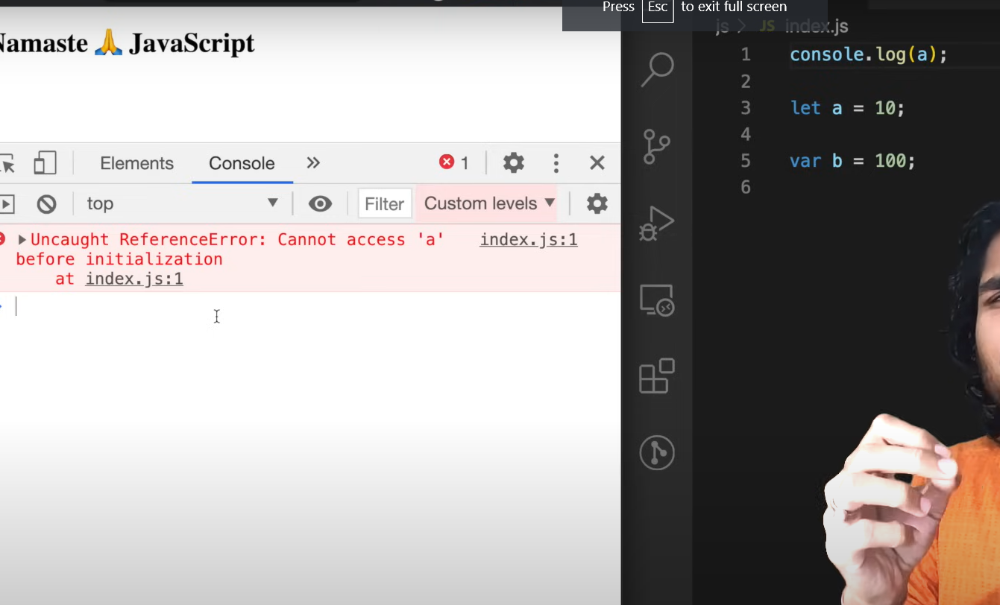 Press Esc to exit full screen
Namaste 🙏 JavaScript
Elements Console » 1
top Filter Custom levels ▼
Uncaught ReferenceError: Cannot access 'a' index.js:1
before initialization
at index.js:1
js > JS index.js
1 console.log(a);
2
3 let a = 10;
4
5 var b = 100;
6